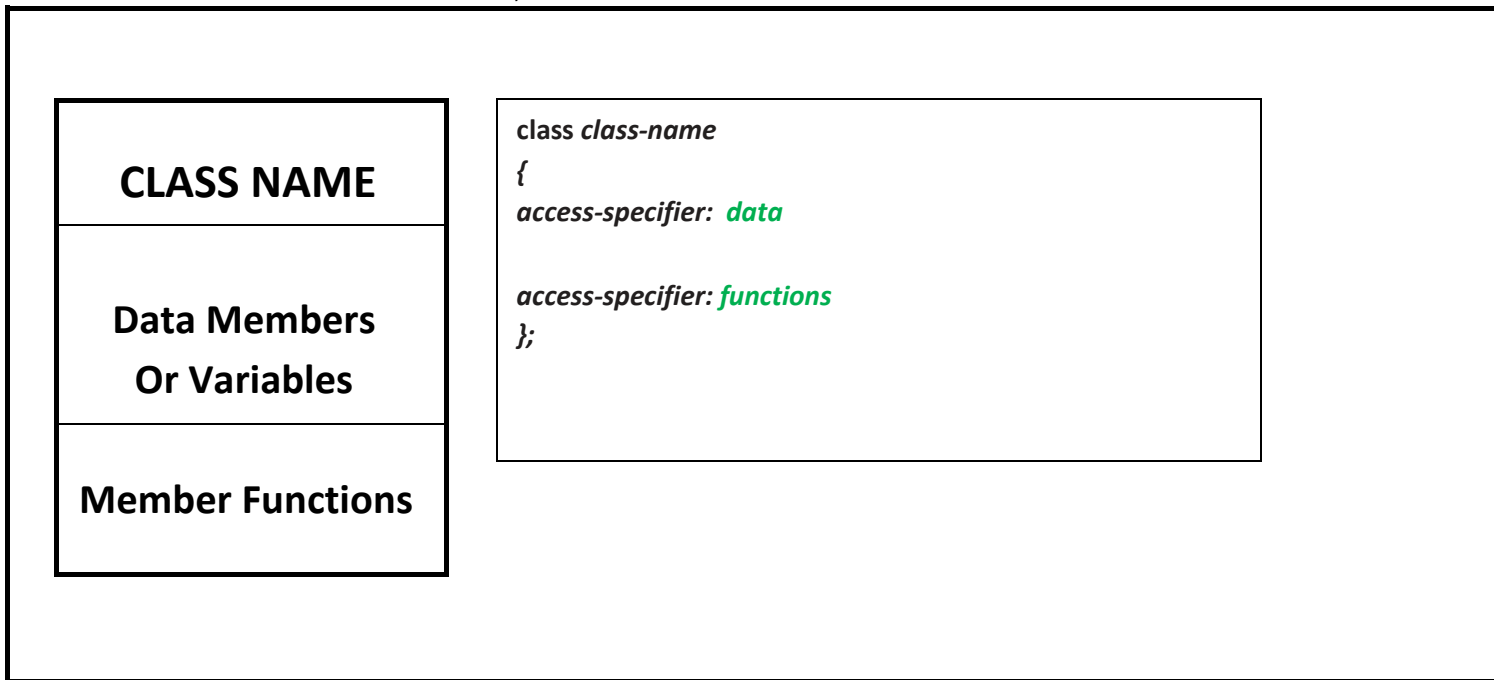 CLASS NAME
Data Members
Or Variables
Member Functions
class class-name
{
access-specifier: data
access-specifier: functions
};